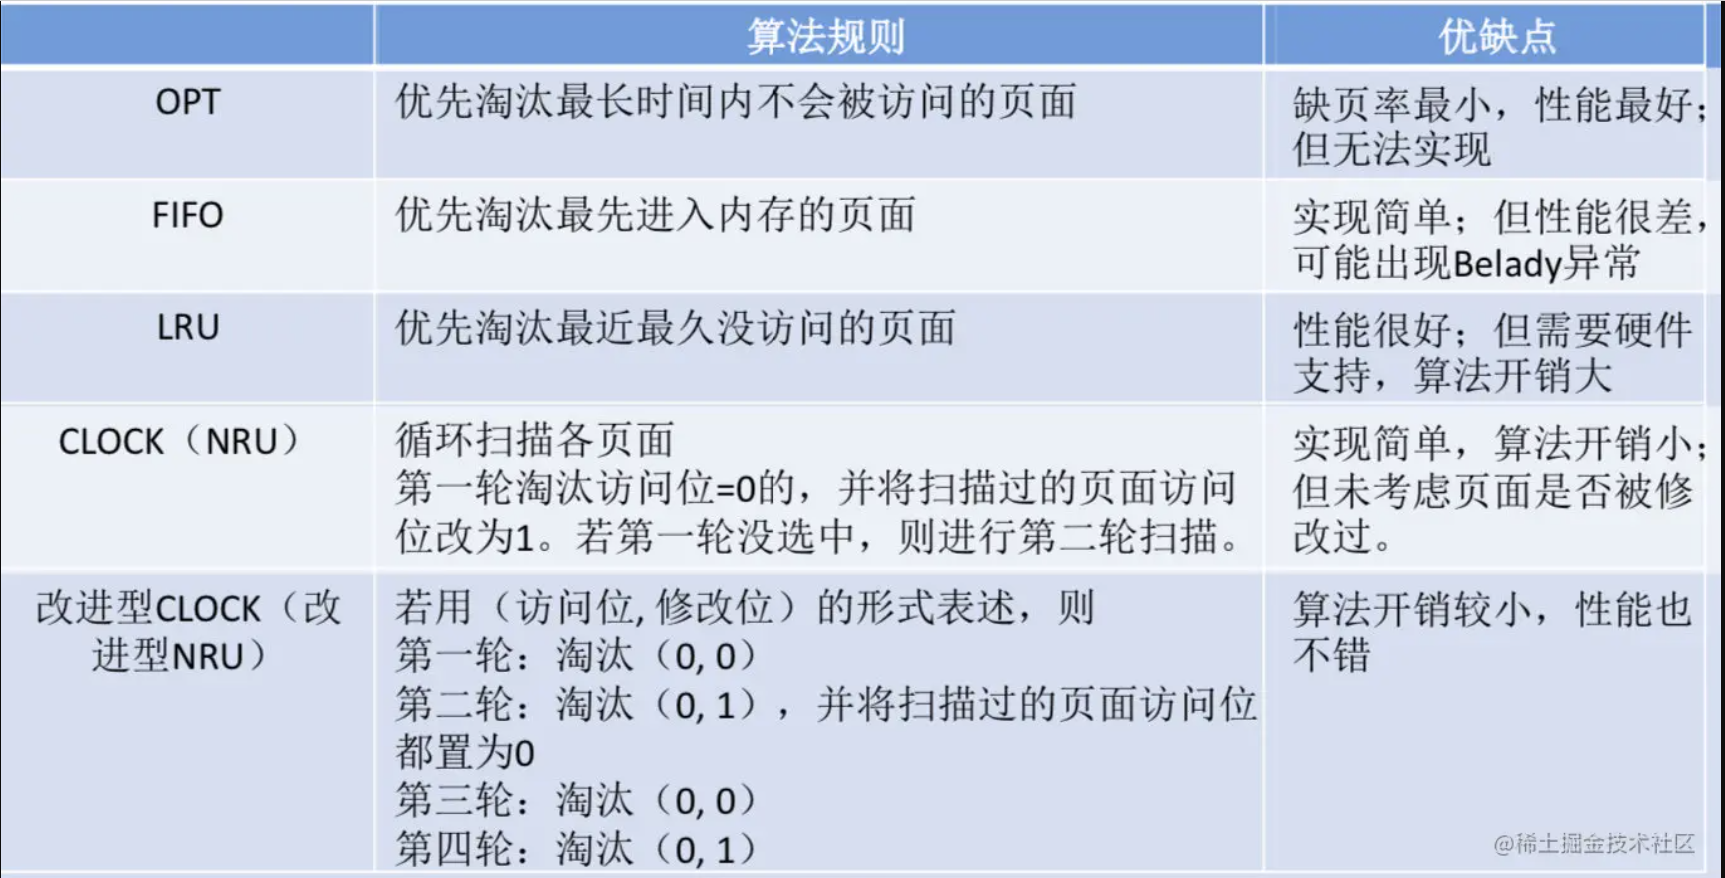 算法规则
优缺点
OPT
优先淘汰最长时间内不会被访问的页面
缺页率最小，性能最好；
但无法实现
FIFO
优先淘汰最先进入内存的页面
实现简单；但性能很差，
可能出现Belady异常
LRU
优先淘汰最近最久没访问的页面
性能很好；但需要硬件
支持，算法开销大
CLOCK（NRU）
循环扫描各页面
第一轮淘汰访问位=0的，并将扫描过的页面访问
位改为1。若第一轮没选中，则进行第二轮扫描。
实现简单，算法开销小；
但未考虑页面是否被修
改过。
改进型CLOCK（改
进型NRU）
若用（访问位, 修改位）的形式表述，则
第一轮：淘汰（0, 0）
第二轮：淘汰（0, 1），并将扫描过的页面访问位
都置为0
第三轮：淘汰（0, 0）
第四轮：淘汰（0, 1）
算法开销较小，性能也
不错
@稀土掘金技术社区